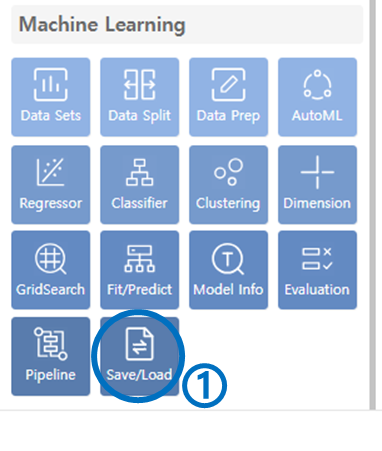 Machine Learning
Data Sets Data Split Data Prep AutoML
Regressor Classifier Clustering Dimension
GridSearch Fit/Predict Model Info Evaluation
Pipeline Save/Load
1